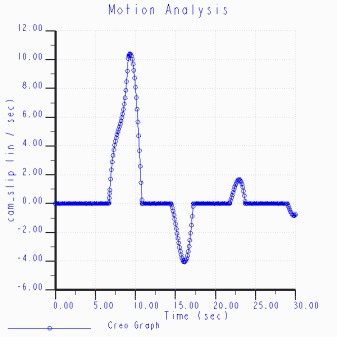 Motion Analysis
12.00
10.00
8.00
6.00
4.00
2.00
0.00
-2.00
-4.00
-6.00
cam_slip (in / sec)
0.00 5.00 10.00 15.00 20.00 25.00 30.00
Time (sec)
Creo Graph